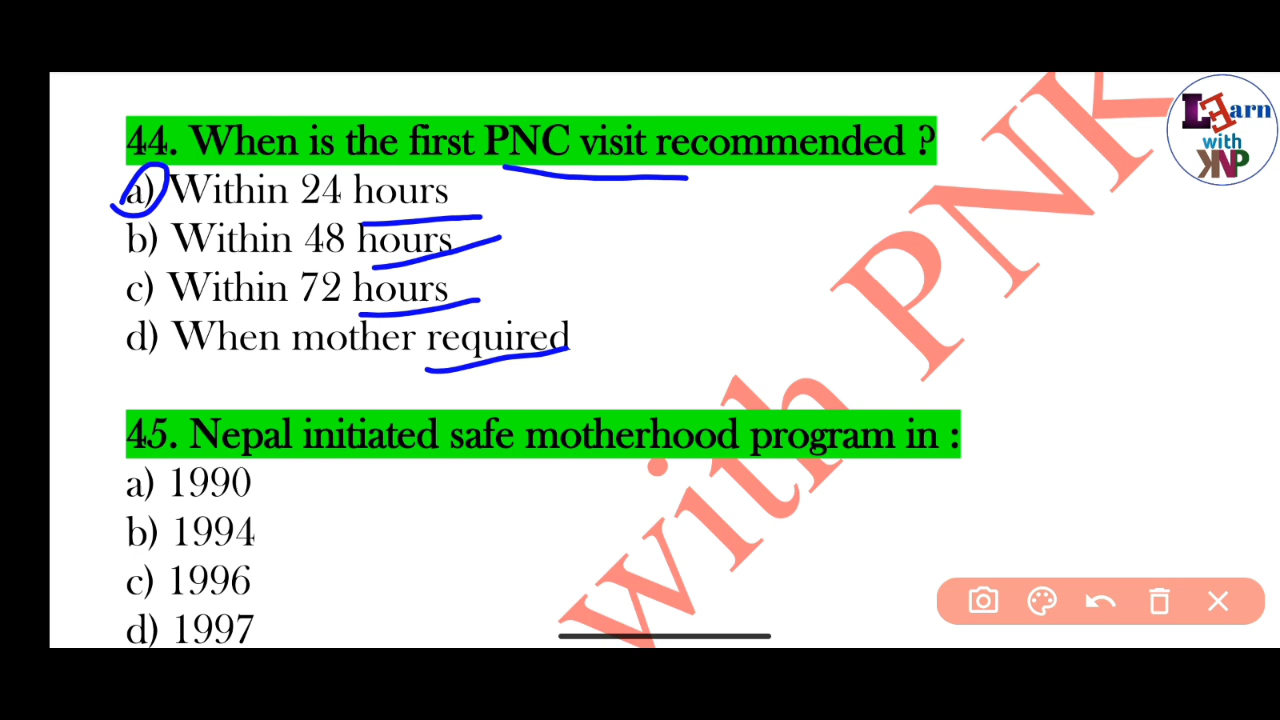 44. When is the first PNC visit recommended ?
a) Within 24 hours
b) Within 48 hours
c) Within 72 hours
d) When mother required
45. Nepal initiated safe motherhood program in :
a) 1990
b) 1994
c) 1996
d) 1997
with PNK
LEarn
with
KNP